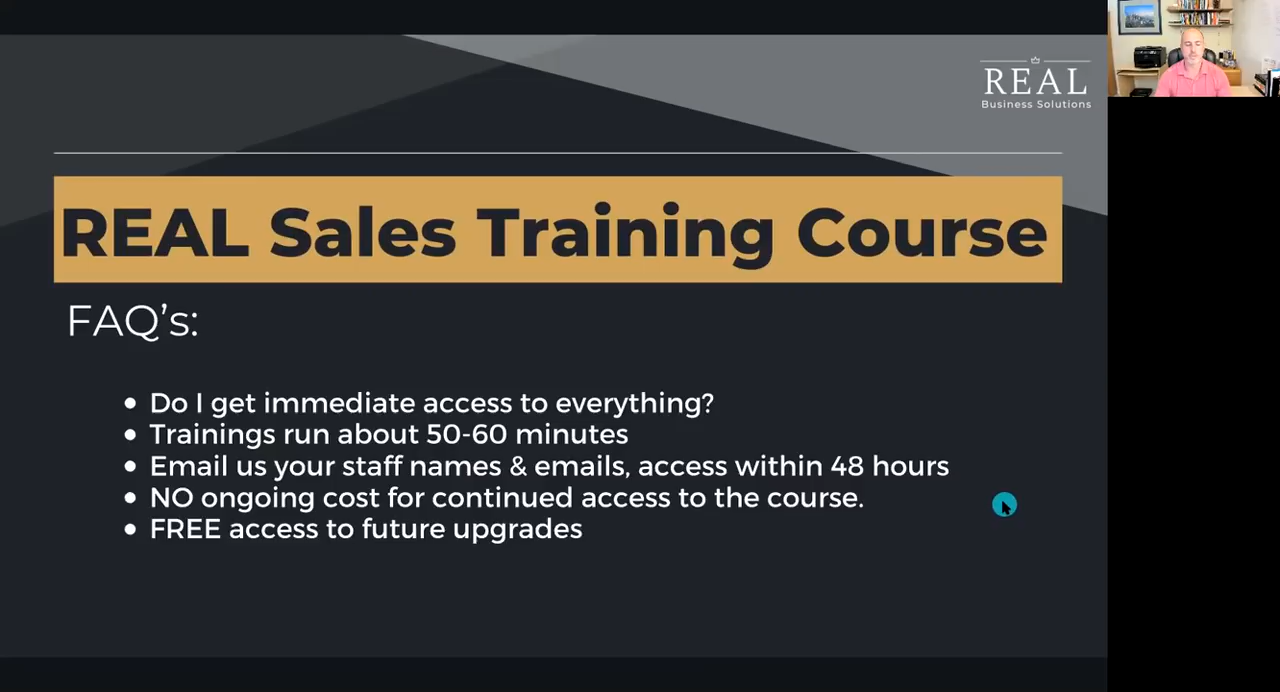 REAL
Business Solutions
REAL Sales Training Course
FAQ's:
• Do I get immediate access to everything?
• Trainings run about 50-60 minutes
• Email us your staff names & emails, access within 48 hours
• NO ongoing cost for continued access to the course.
• FREE access to future upgrades